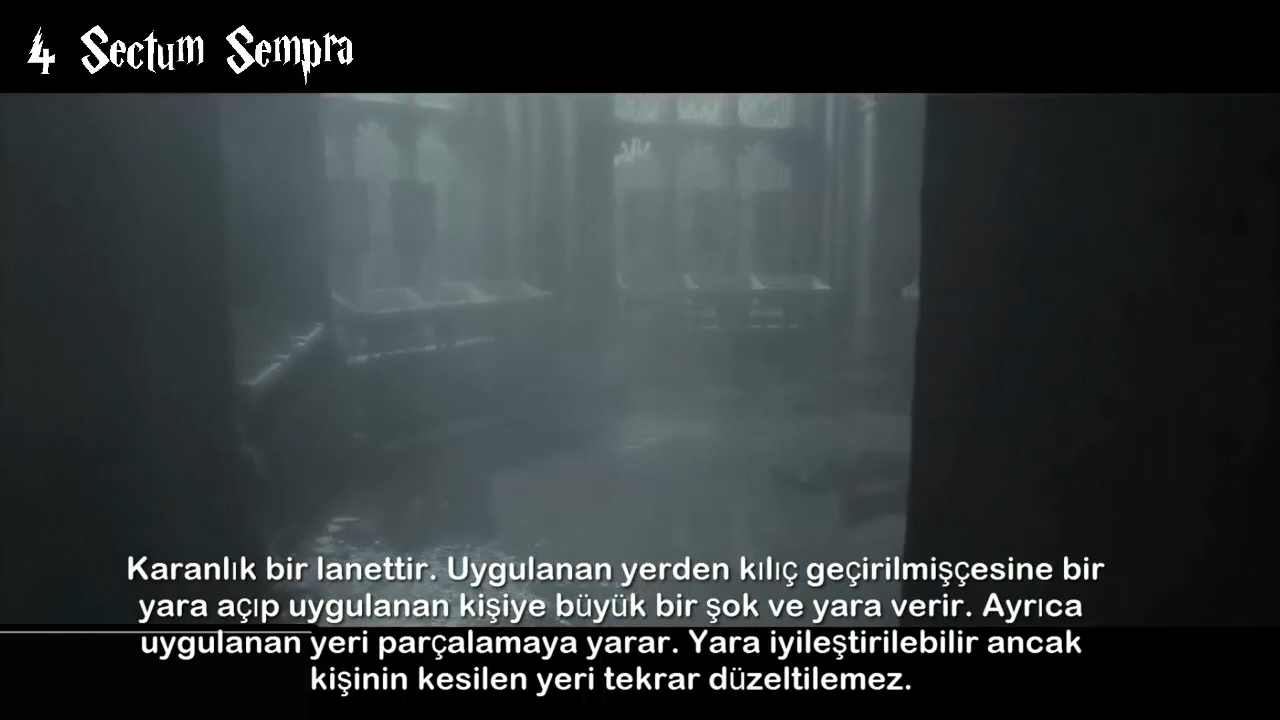 4 Sectum Sempra
Karanlık bir lanettir. Uygulanan yerden kılıç geçirilmişçesine bir
yara açıp uygulanan kişiye büyük bir şok ve yara verir. Ayrıca
uygulanan yeri parçalamaya yarar. Yara iyileştirilebilir ancak
kişinin kesilen yeri tekrar düzeltilemez.